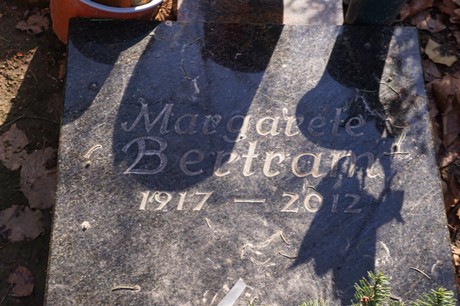 Margarete
Bertram
1917 — 2012